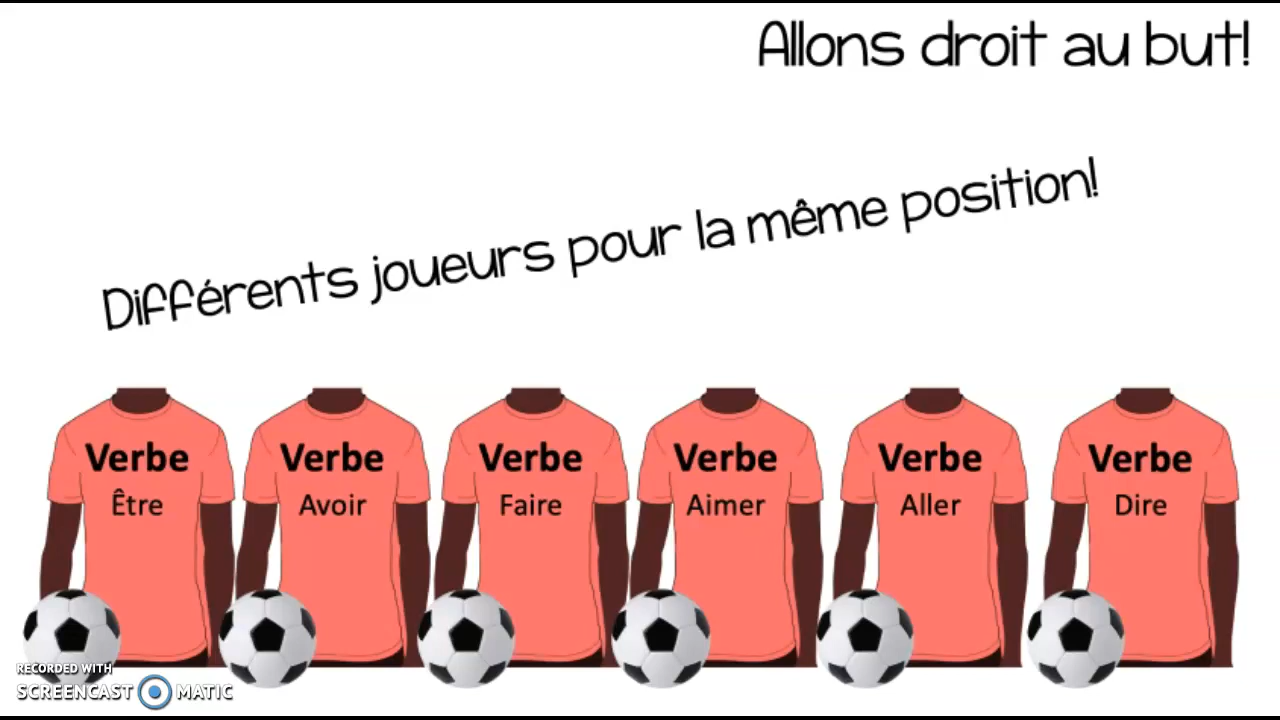 Allons droit au but!
Différents joueurs pour la même position!
Verbe
Être
Verbe
Avoir
Verbe
Faire
Verbe
Aimer
Verbe
Aller
Verbe
Dire
RECORDED WITH
SCREENCAST MATIC